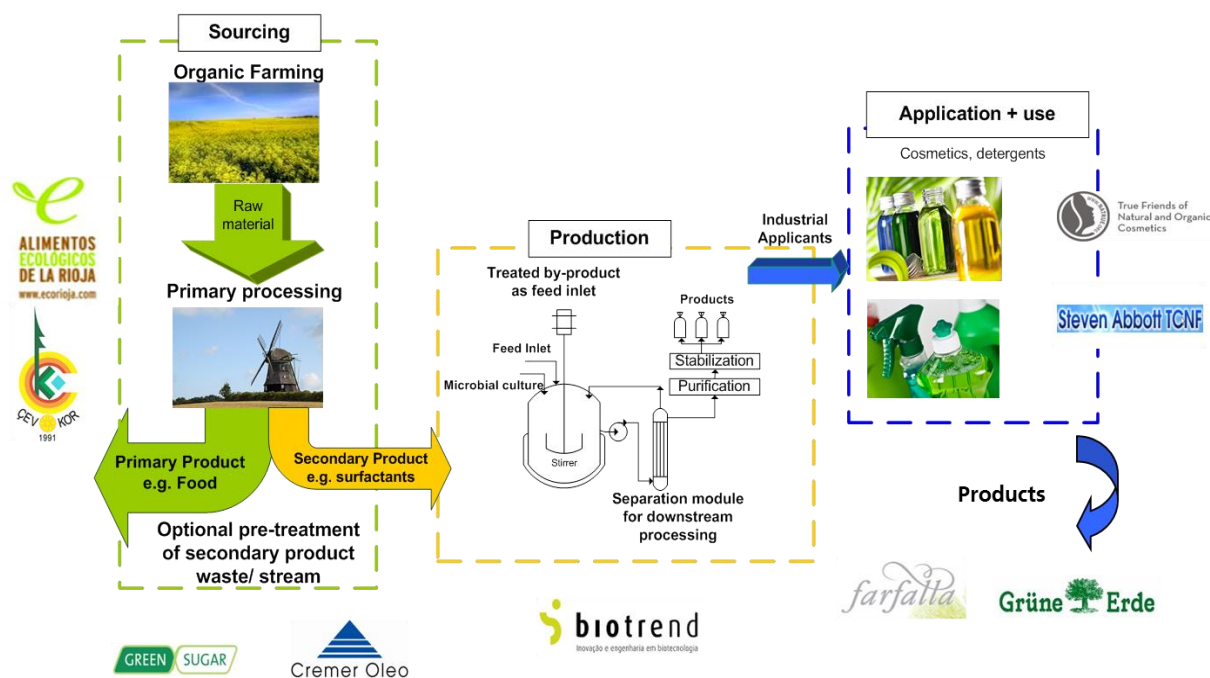 Sourcing
Organic Farming
Raw
material
Primary processing
Primary Product
e.g. Food
Secondary Product
e.g. surfactants
Optional pre-treatment
of secondary product
waste/ stream
ALIMENTOS
ECOLÓGICOS
DE LA RIOJA
www.ecorioja.com
ÇEV KOR
1991
GREEN SUGAR
Cremer Oleo
Production
Treated by-product
as feed inlet
Feed Inlet
Microbial culture
Stirrer
Products
Stabilization
Purification
Separation module
for downstream
processing
biotrend
Inovação e engenharia em biotecnologia
Industrial
Applicants
Application + use
Cosmetics, detergents
True Friends of
Natural and Organic
Cosmetics
Steven Abbott TCNF
Products
farfalla
Grüne Erde